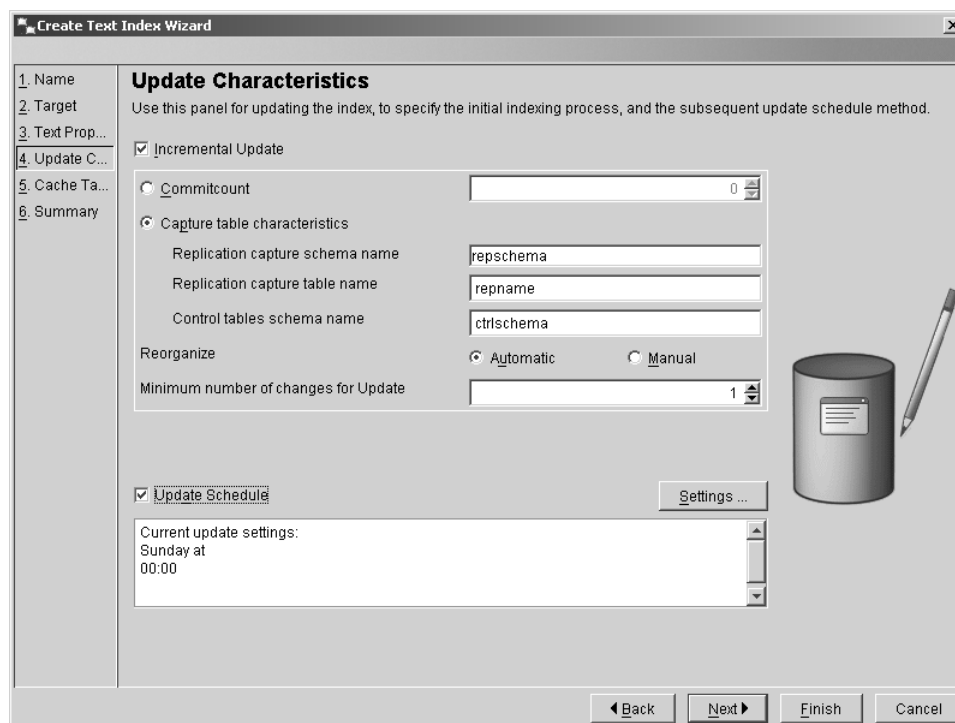 Create Text Index Wizard
1. Name
2. Target
3. Text Prop...
4. Update C...
5. Cache Ta...
6. Summary
Update Characteristics
Use this panel for updating the index, to specify the initial indexing process, and the subsequent update schedule method.
Incremental Update
Commitcount 0
Capture table characteristics
Replication capture schema name repschema
Replication capture table name repname
Control tables schema name ctrlschema
Reorganize Automatic Manual
Minimum number of changes for Update 1
Update Schedule Settings ...
Current update settings:
Sunday at
00:00
Back Next Finish Cancel